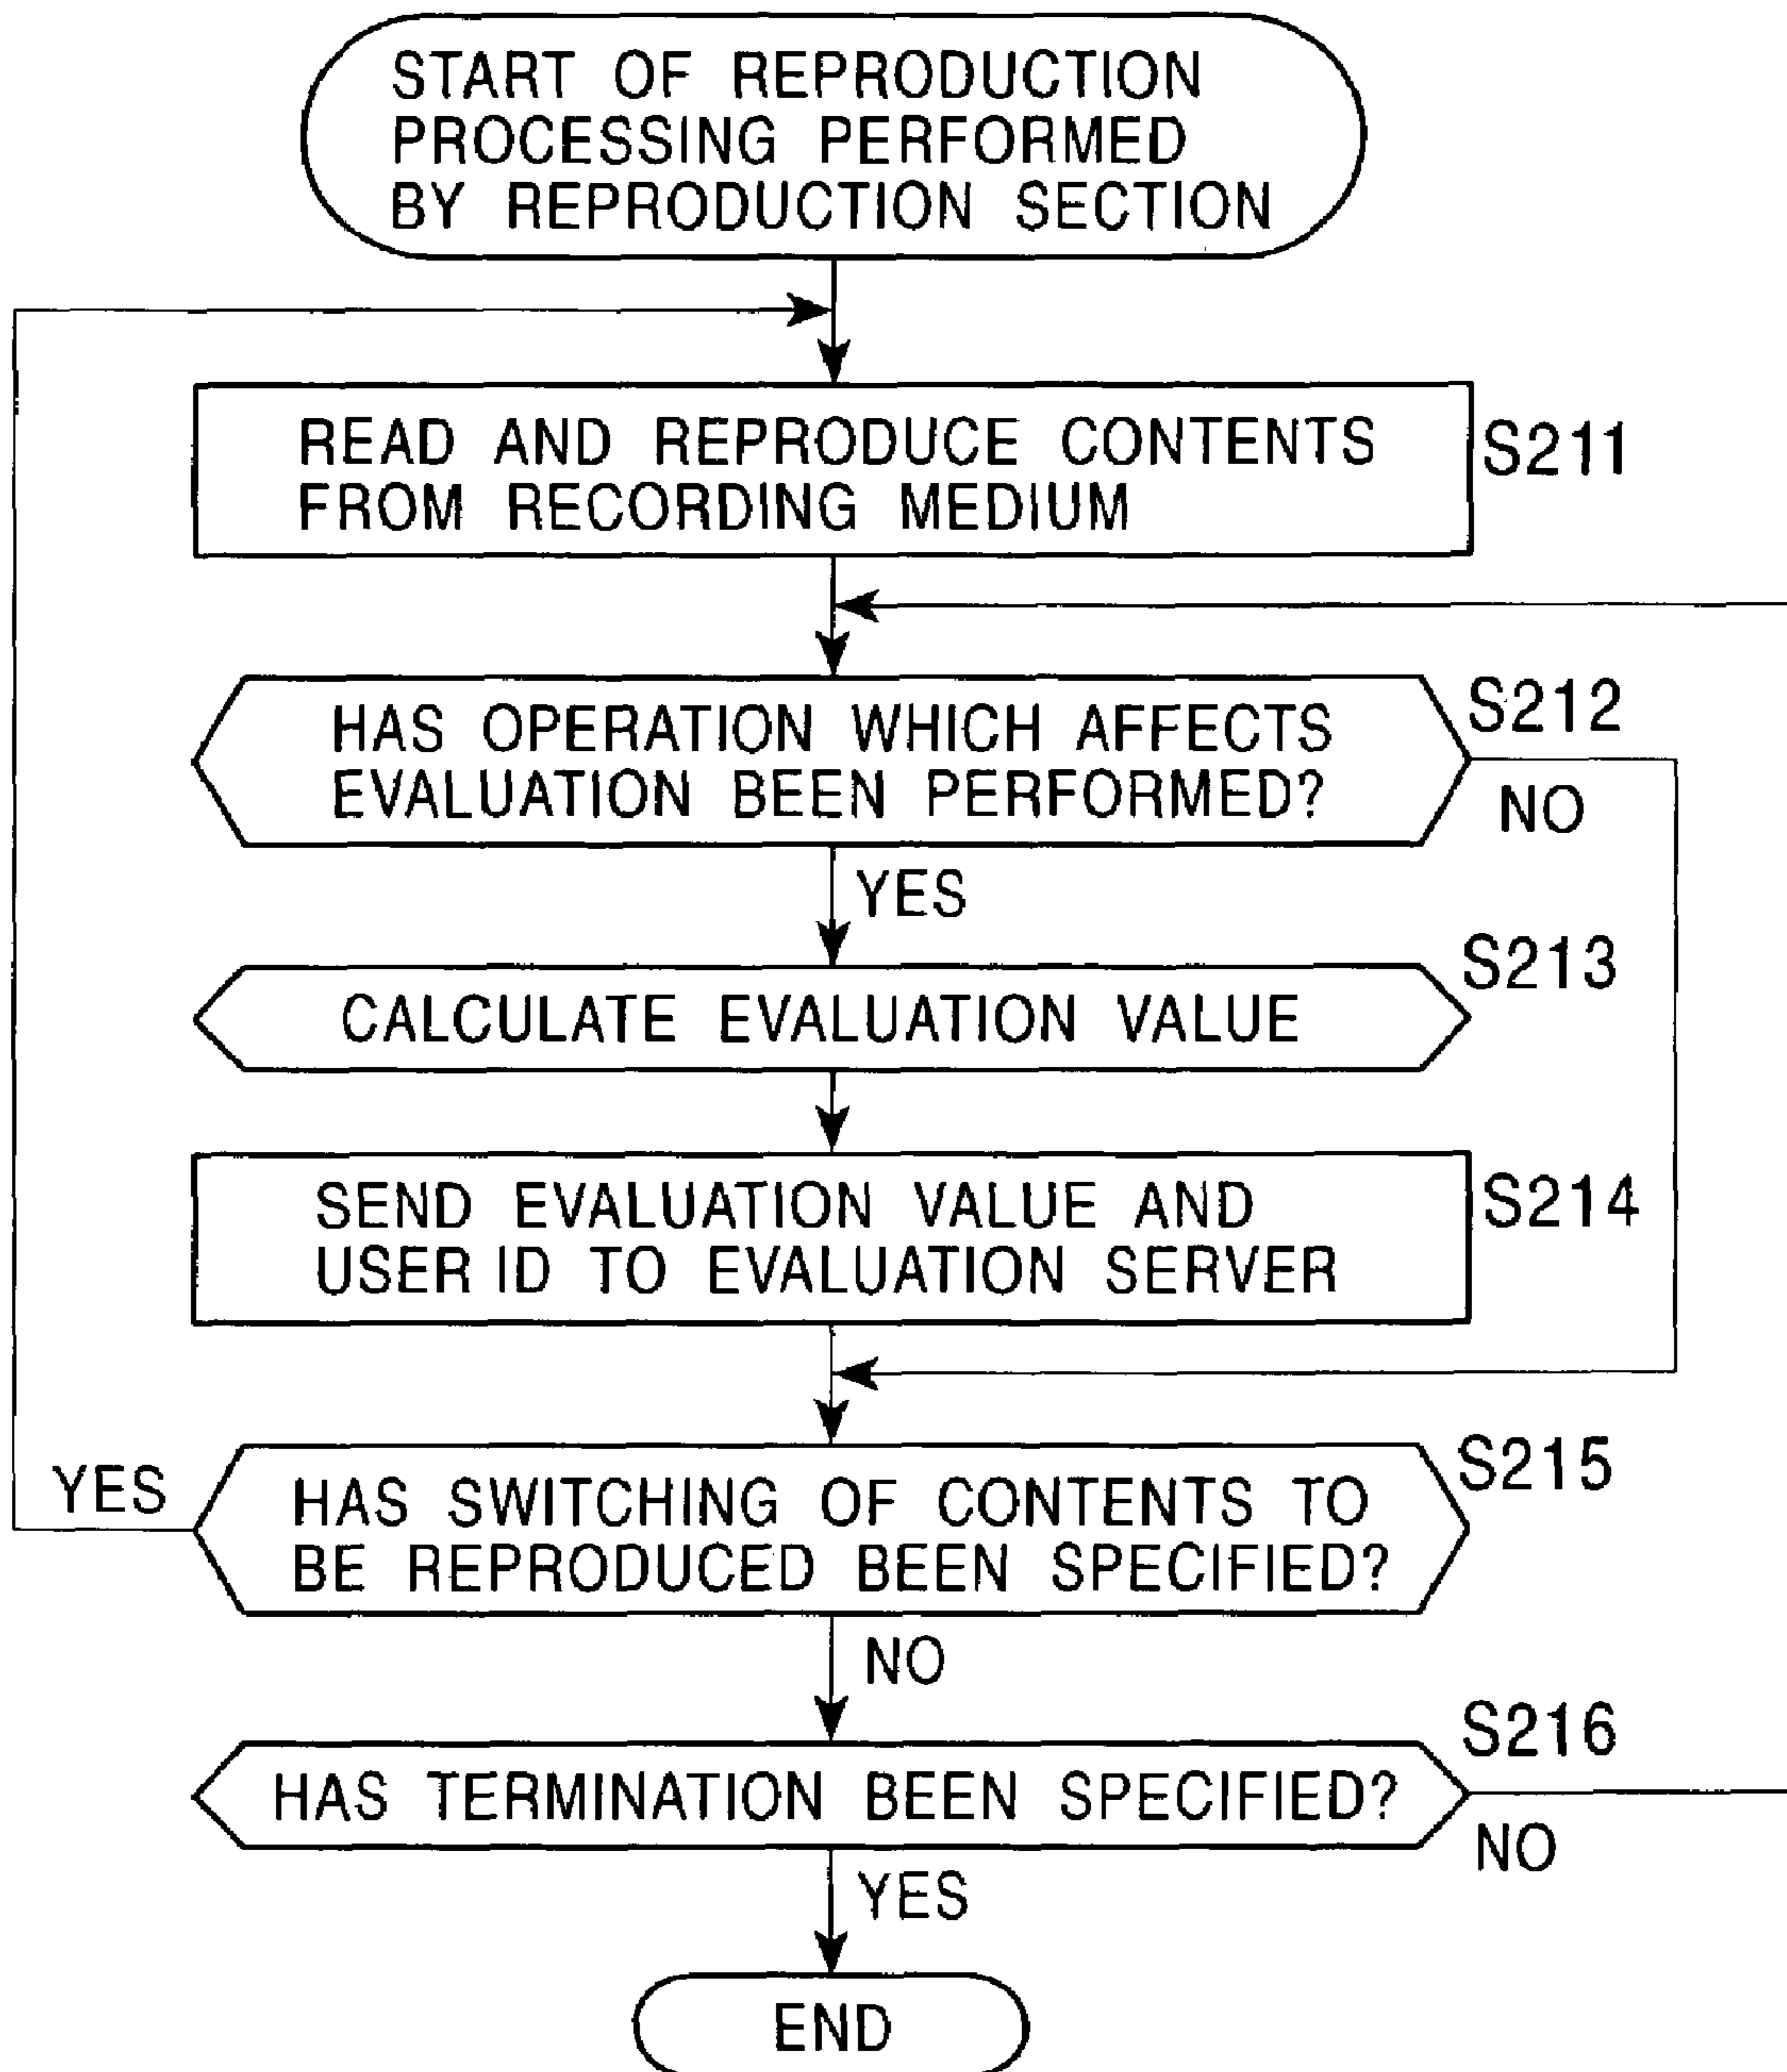 START OF REPRODUCTION
PROCESSING PERFORMED
BY REPRODUCTION SECTION
READ AND REPRODUCE CONTENTS
FROM RECORDING MEDIUM
S211
HAS OPERATION WHICH AFFECTS
EVALUATION BEEN PERFORMED?
S212
NO
YES
CALCULATE EVALUATION VALUE
S213
SEND EVALUATION VALUE AND
USER ID TO EVALUATION SERVER
S214
HAS SWITCHING OF CONTENTS TO
BE REPRODUCED BEEN SPECIFIED?
S215
YES
NO
HAS TERMINATION BEEN SPECIFIED?
S216
NO
YES
END